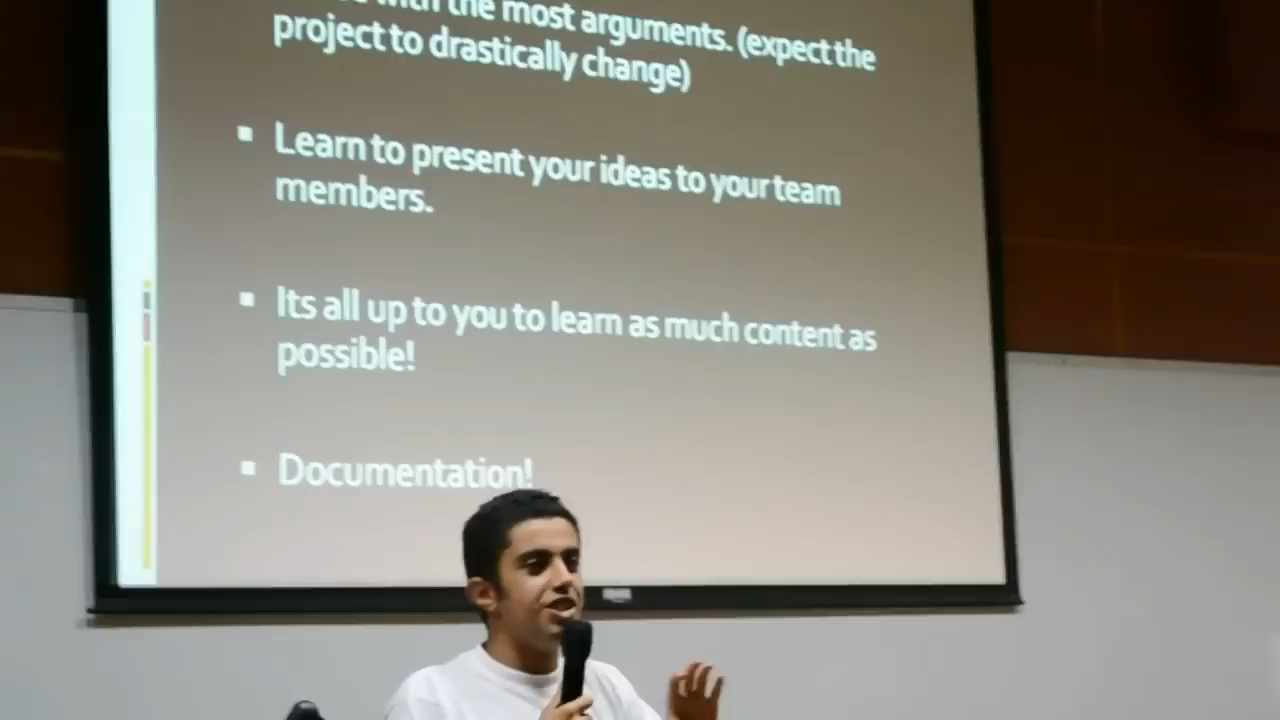 with the most arguments. (expect the
project to drastically change)
Learn to present your ideas to your team
members.
Its all up to you to learn as much content as
possible!
Documentation!